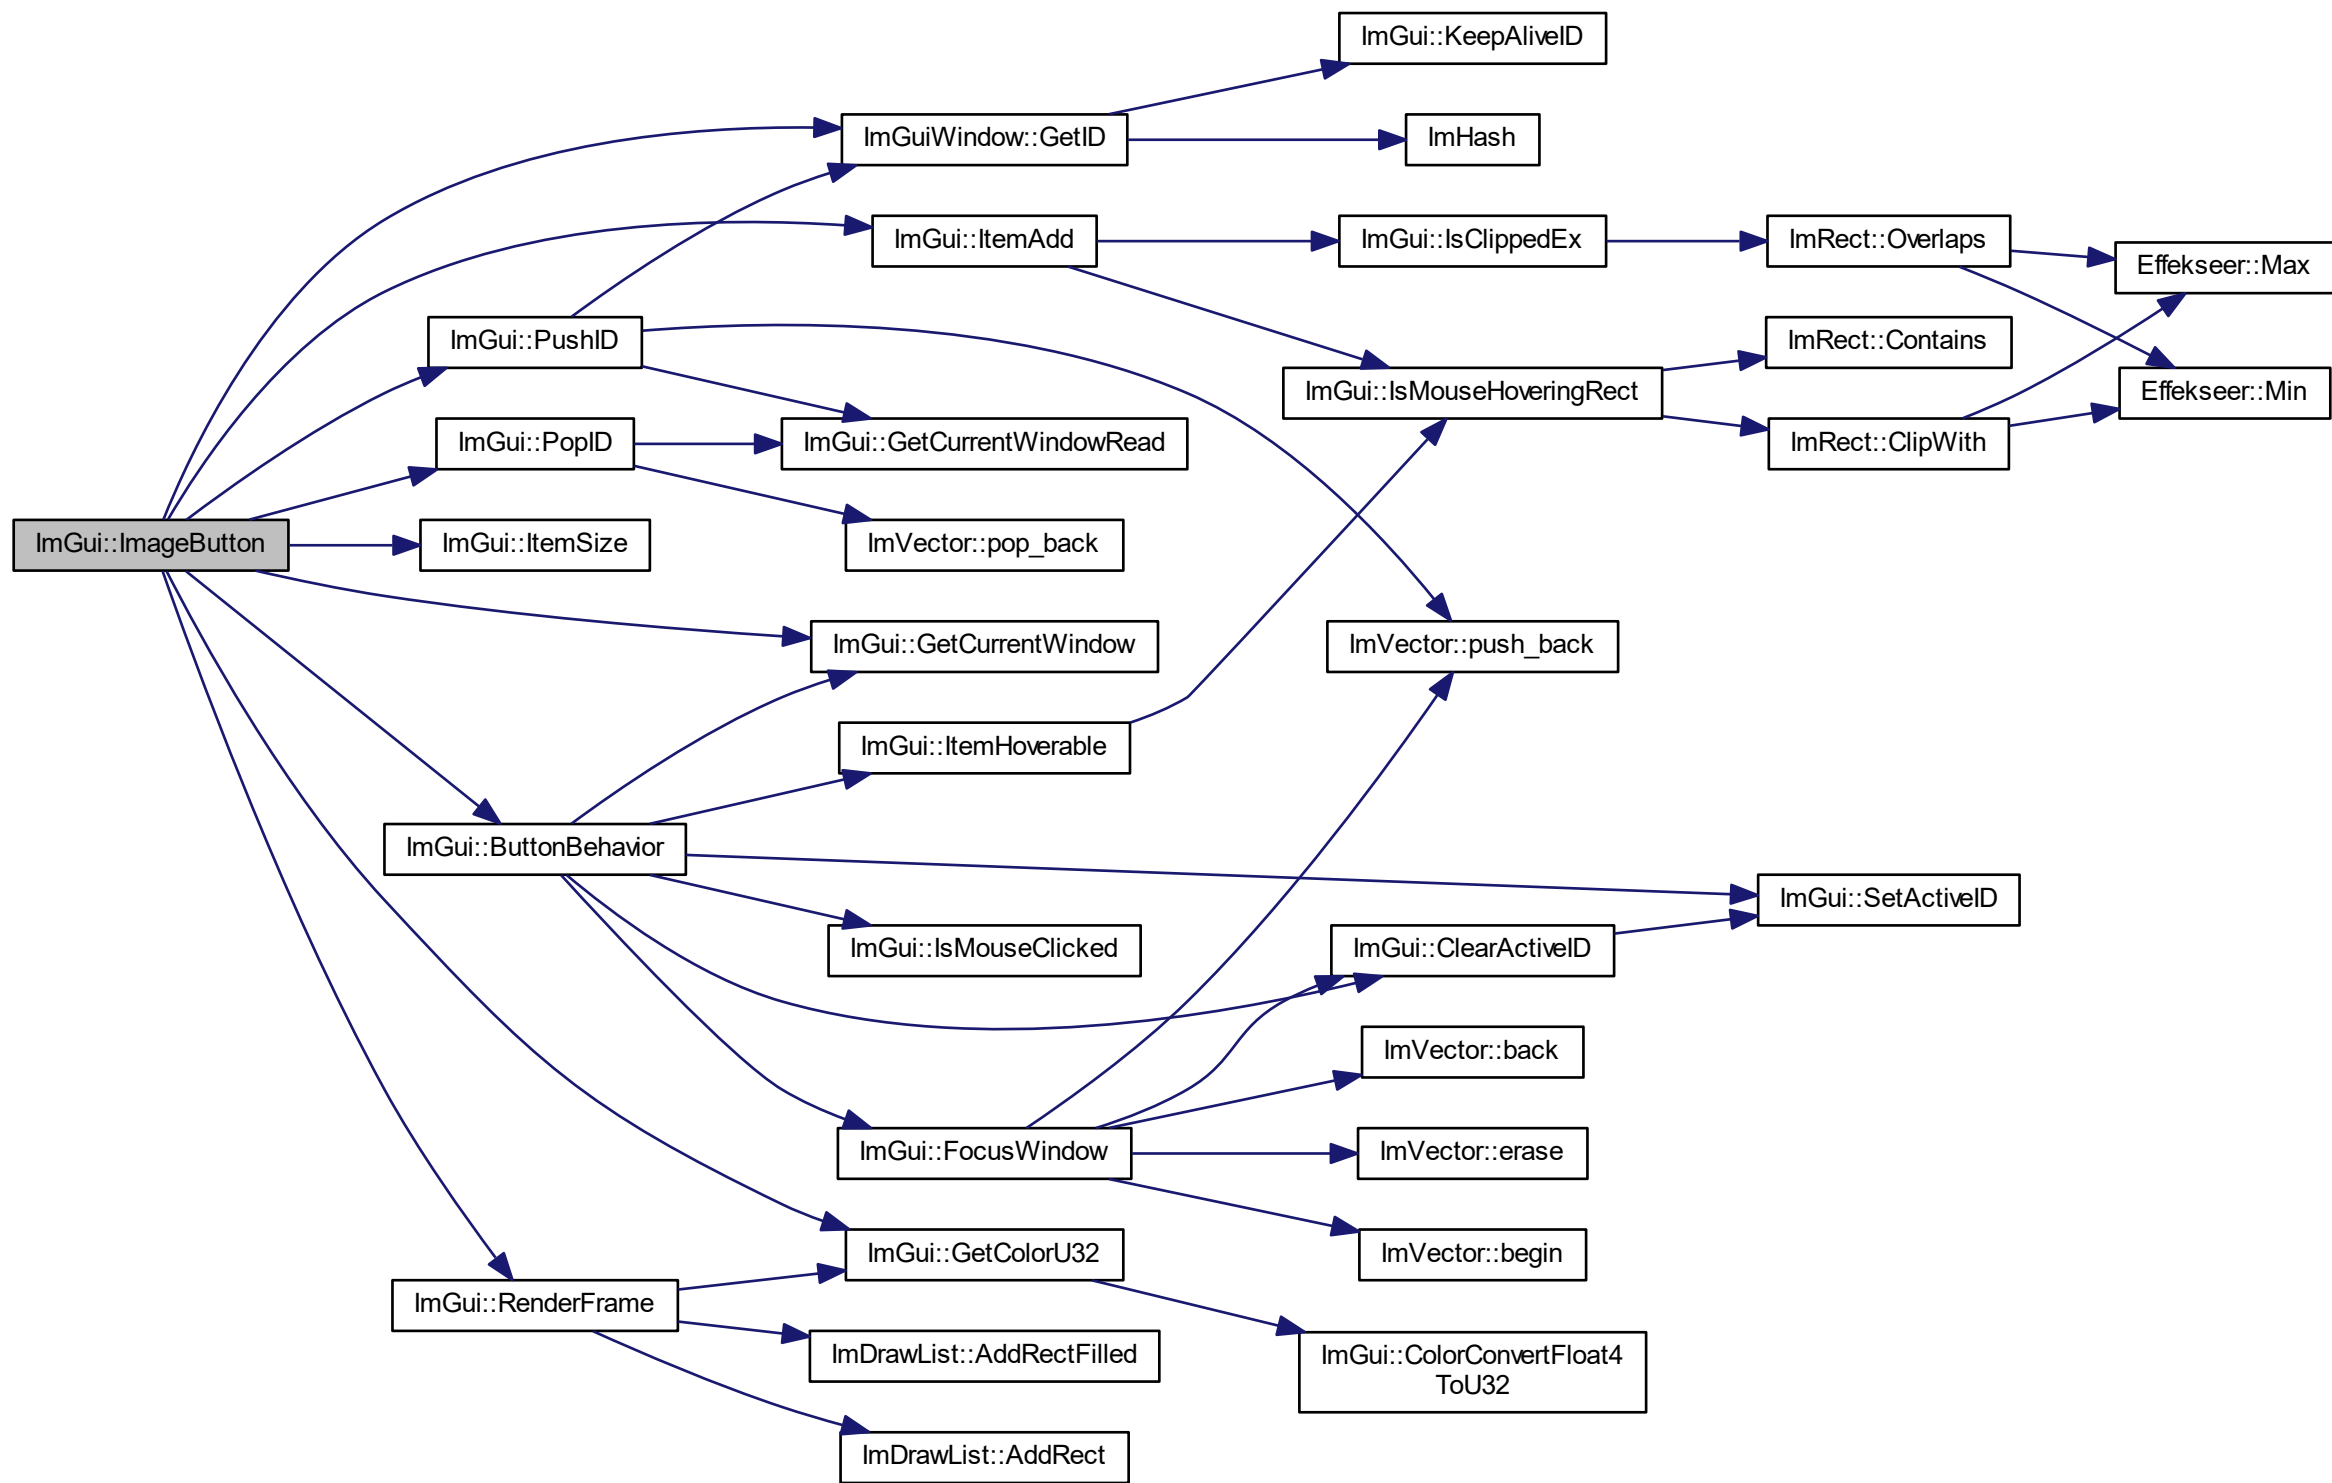 ImGui::KeepAliveID
ImGuiWindow::GetID
ImHash
ImGui::ItemAdd
ImGui::IsClippedEx
ImRect::Overlaps
Effekseer::Max
ImGui::PushID
ImRect::Contains
ImGui::IsMouseHoveringRect
Effekseer::Min
ImGui::PopID
ImGui::GetCurrentWindowRead
ImRect::ClipWith
ImGui::ImageButton
ImGui::ItemSize
ImVector::pop_back
ImGui::GetCurrentWindow
ImVector::push_back
ImGui::ItemHoverable
ImGui::ButtonBehavior
ImGui::SetActiveID
ImGui::IsMouseClicked
ImGui::ClearActiveID
ImVector::back
ImGui::FocusWindow
ImVector::erase
ImGui::GetColorU32
ImVector::begin
ImGui::RenderFrame
ImDrawList::AddRectFilled
ImGui::ColorConvertFloat4
ToU32
ImDrawList::AddRect